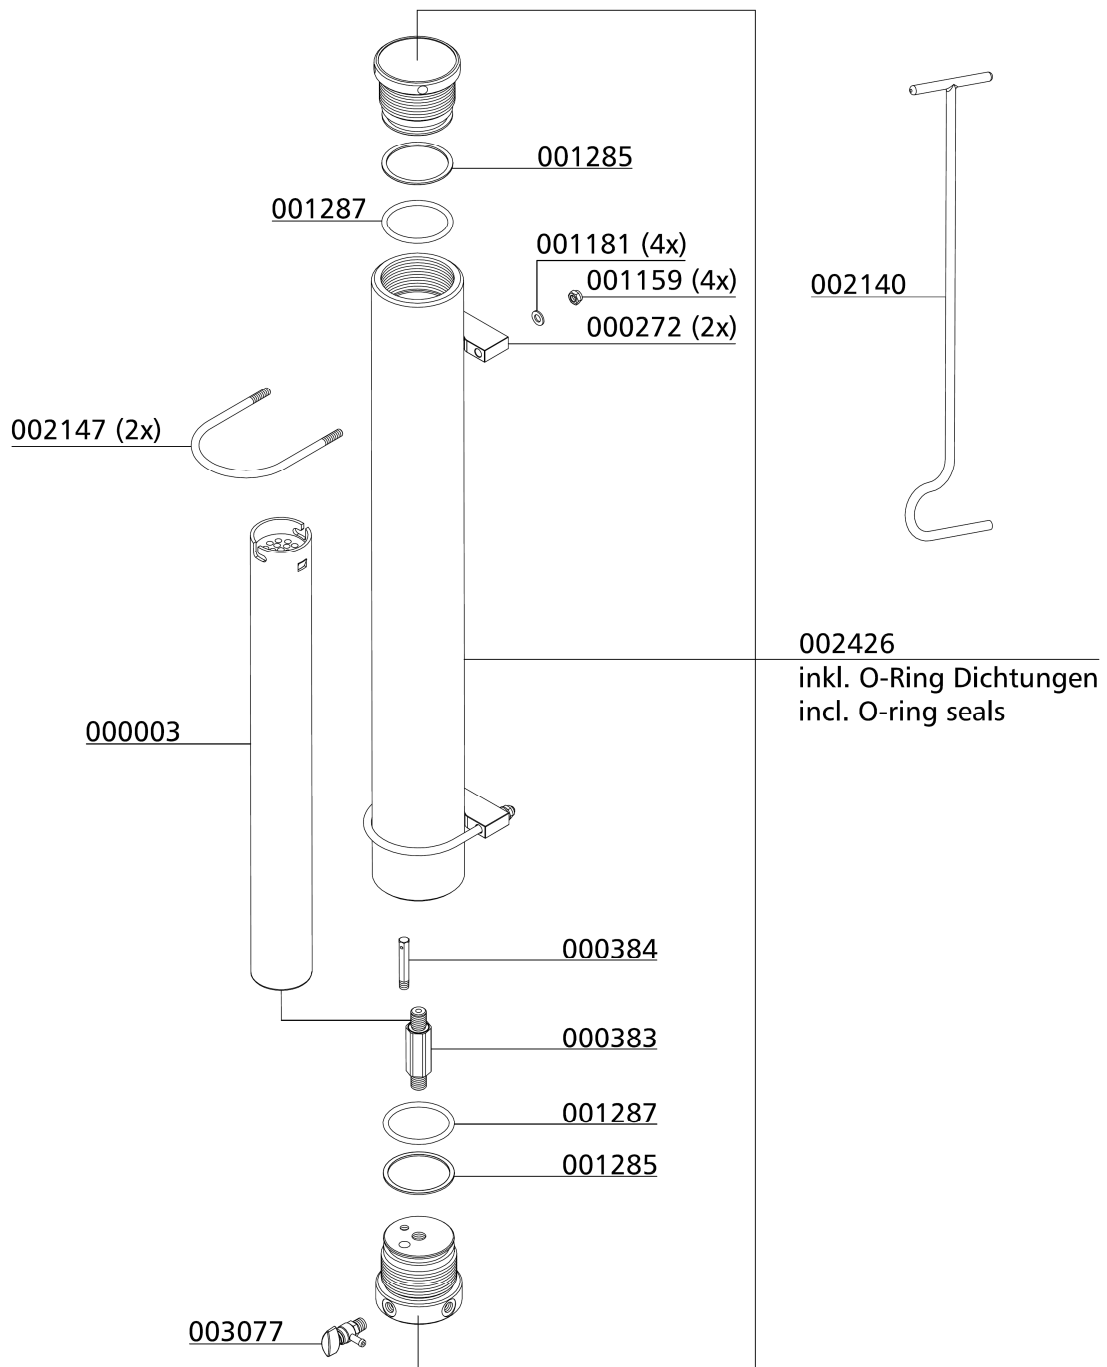 001285
001287
001181 (4x)
001159 (4x)
002140
000272 (2x)
002147 (2x)
002426
inkl. O-Ring Dichtungen
incl. O-ring seals
000003
000384
000383
001287
001285
003077